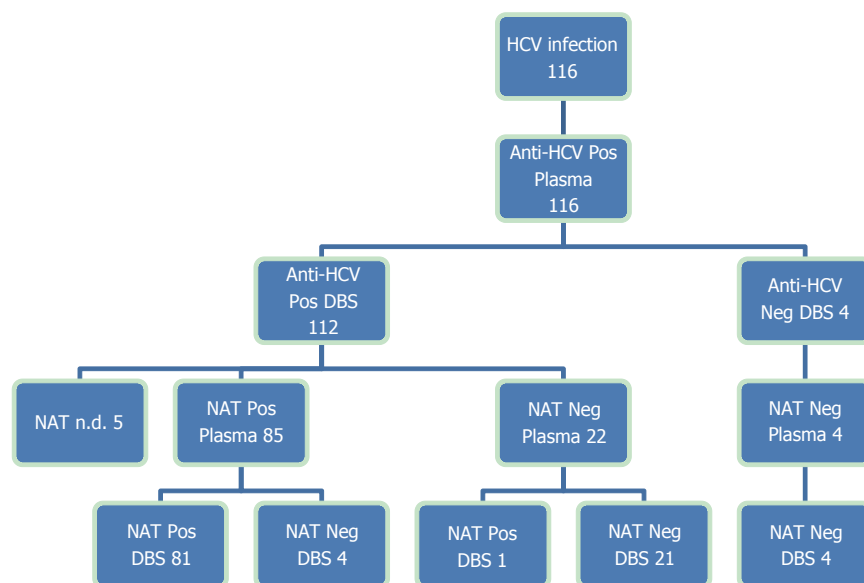 HCV infection
116
Anti-HCV Pos
Plasma
116
Anti-HCV
Pos DBS
112
Anti-HCV
Neg DBS 4
NAT n.d. 5
NAT Pos
Plasma 85
NAT Neg
Plasma 22
NAT Neg
Plasma 4
NAT Pos
DBS 81
NAT Neg
DBS 4
NAT Pos
DBS 1
NAT Neg
DBS 21
NAT Neg
DBS 4